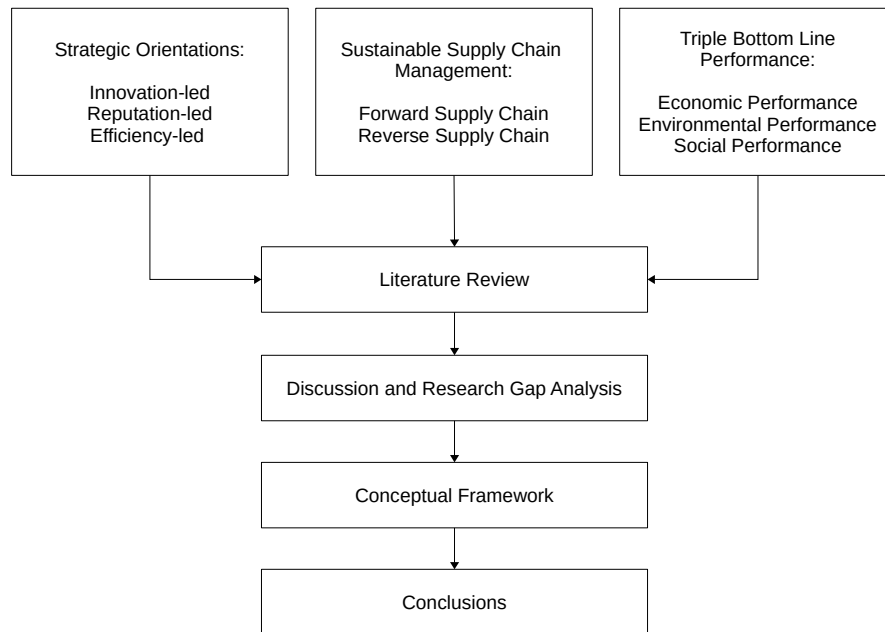 Strategic Orientations:
Innovation-led
Reputation-led
Efficiency-led
Sustainable Supply Chain
Management:
Forward Supply Chain
Reverse Supply Chain
Triple Bottom Line
Performance:
Economic Performance
Environmental Performance
Social Performance
Literature Review
Discussion and Research Gap Analysis
Conceptual Framework
Conclusions